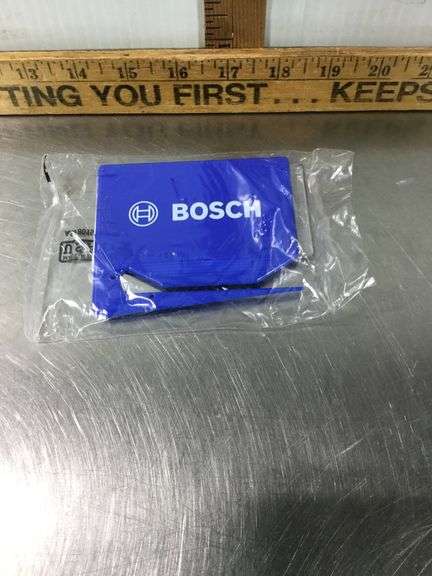 13 14 15 16 17 18 19 20 2
TING YOU FIRST... KEEPS
BOSCH